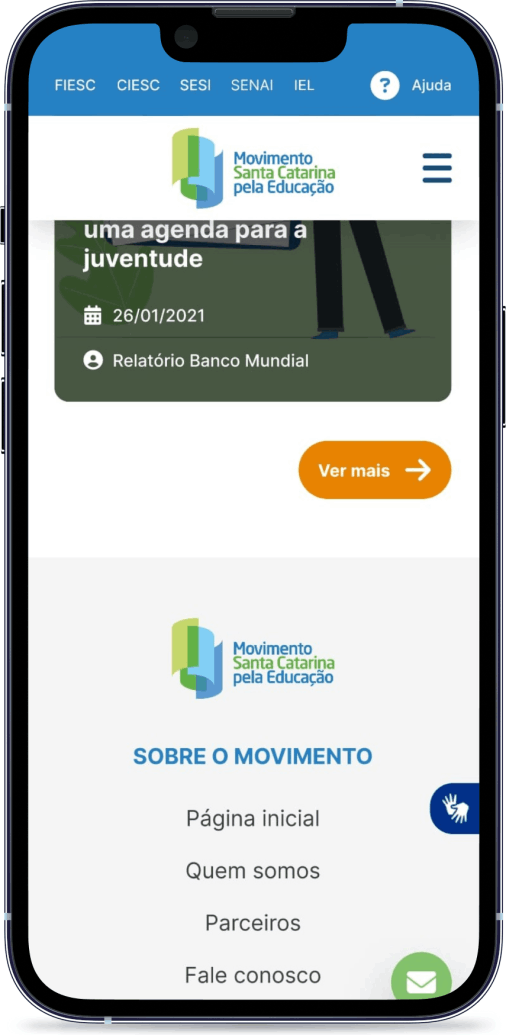 FIESC CIESC SESI SENAI IEL ? Ajuda
Movimento
Santa Catarina
pela Educação
uma agenda para a
juventude
26/01/2021
Relatório Banco Mundial
Ver mais
Movimento
Santa Catarina
pela Educação
SOBRE O MOVIMENTO
Página inicial
Quem somos
Parceiros
Fale conosco